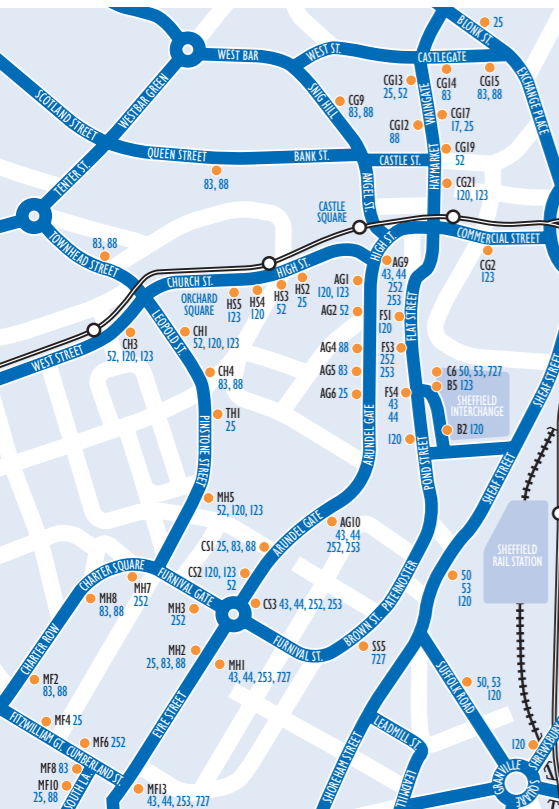 BLONK ST.
25
WEST BAR
WEST ST.
CASTLEGATE
CG13
25, 52
CG14
83
CG15
83, 88
EXCHANGE PLACE
SNIG HILL
CG9
83, 88
WAINGATE
CG17
17, 25
CG12
88
SCOTLAND STREET
WESTBAR GREEN
CG19
52
QUEEN STREET
BANK ST.
CASTLE ST.
HAYMARKET
83, 88
TENTER ST.
CG21
120, 123
ANGEL ST.
CASTLE
SQUARE
TOWNHEAD STREET
83, 88
HIGH ST.
COMMERCIAL STREET
CG2
123
CHURCH ST.
HIGH ST.
AG9
43, 44
252
253
ORCHARD
SQUARE
HS5
123
HS4
120
HS3
52
HS2
25
AG1
120, 123
AG2 52
FS1
120
FLAT STREET
WEST STREET
CH3
52, 120, 123
LEOPOLD ST.
CH1
52, 120, 123
AG4 88
FS3
252
253
SHEAF STREET
CH4
83, 88
AG5 83
AG6 25
C6 50, 53, 727
B5 123
SHEFFIELD
INTERCHANGE
FS4
43
44
TH1
25
B2 120
120
PINSTONE STREET
ARUNDEL GATE
POND STREET
SHEAF STREET
MH5
52, 120, 123
AG10
43, 44
252, 253
ARUNDEL GATE
CS1 25, 83, 88
SHEFFIELD
RAIL STATION
CHARTER SQUARE
FURNIVAL GATE
CS2 120, 123
52
MH7
252
MH8
83, 88
MH3
252
CS3 43, 44, 252, 253
PATERNOSTER
50
53
120
CHARTER ROW
FURNIVAL ST.
BROWN ST.
SS5
727
MH2
25, 83, 88
MH1
43, 44, 253, 727
MF2
83, 88
EYRE STREET
SUFFOLK ROAD
50, 53
120
FITZWILLIAM GT.
CUMBERLAND ST.
MF4 25
MF6 252
MF8 83
MF10
25, 88
MF13
43, 44, 253, 727
SHOREHAM STREET
LEADMILL ST.
120
GRANVILLE
SQUARE